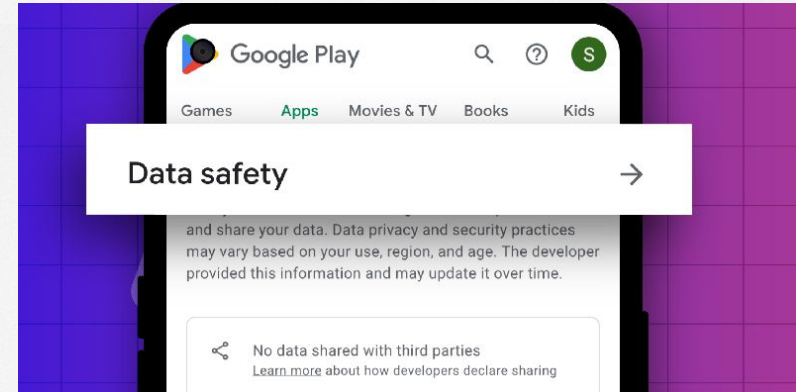 Google Play
S
Games Apps Movies & TV Books Kids
Data safety
and share your data. Data privacy and security practices
may vary based on your use, region, and age. The developer
provided this information and may update it over time.
No data shared with third parties
Learn more about how developers declare sharing